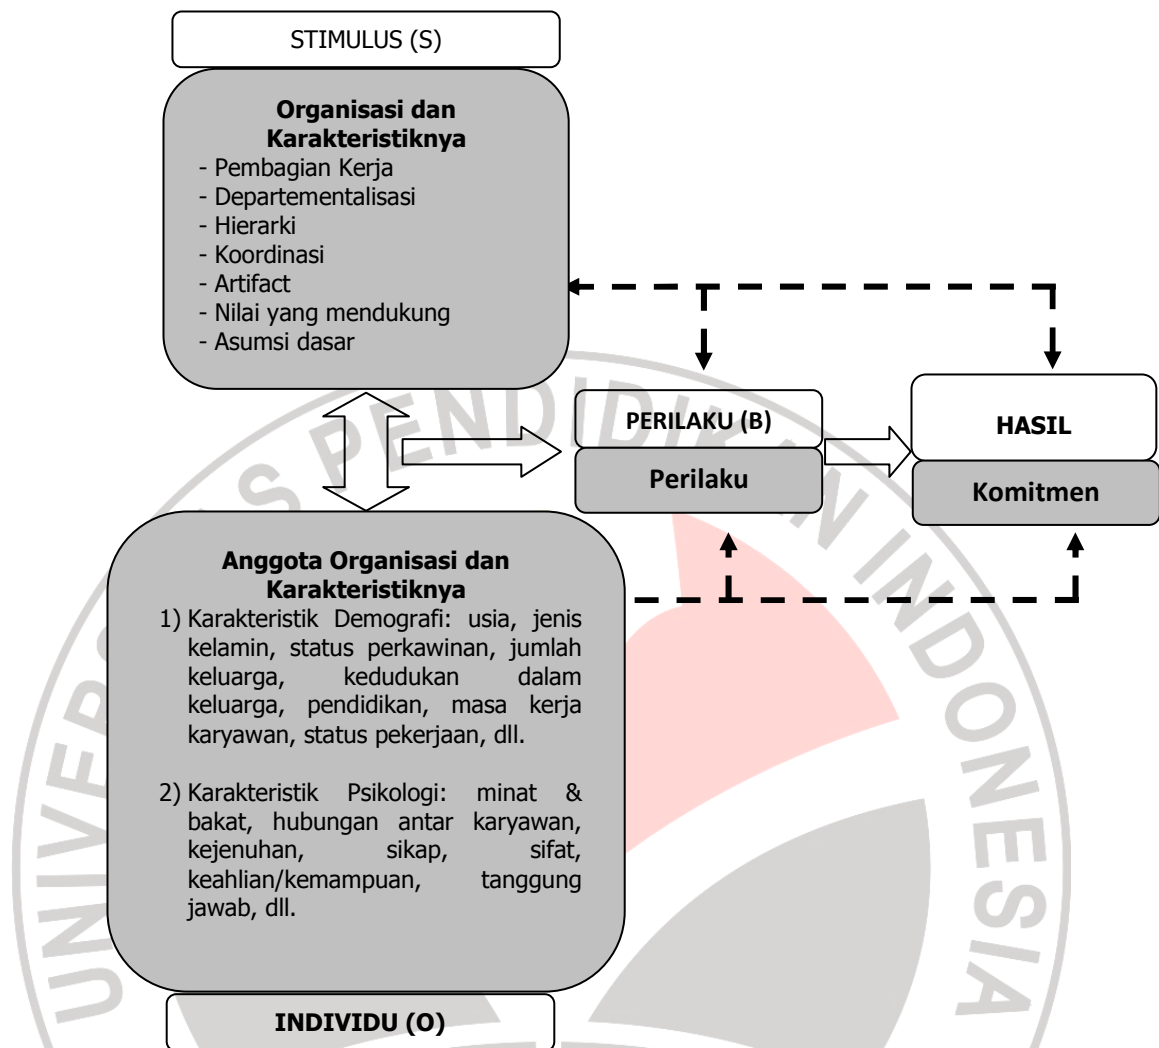 STIMULUS (S)
Organisasi dan
Karakteristiknya
- Pembagian Kerja
- Departementalisasi
- Hierarki
- Koordinasi
- Artifact
- Nilai yang mendukung
- Asumsi dasar
PERILAKU (B)
Perilaku
HASIL
Komitmen
Anggota Organisasi dan
Karakteristiknya
1) Karakteristik Demografi: usia, jenis
kelamin, status perkawinan, jumlah
keluarga, kedudukan dalam
keluarga, pendidikan, masa kerja
karyawan, status pekerjaan, dll.
2) Karakteristik Psikologi: minat &
bakat, hubungan antar karyawan,
kejenuhan, sikap, sifat,
keahlian/kemampuan, tanggung
jawab, dll.
INDIVIDU (O)
PENDIDIKAN INDONESIA